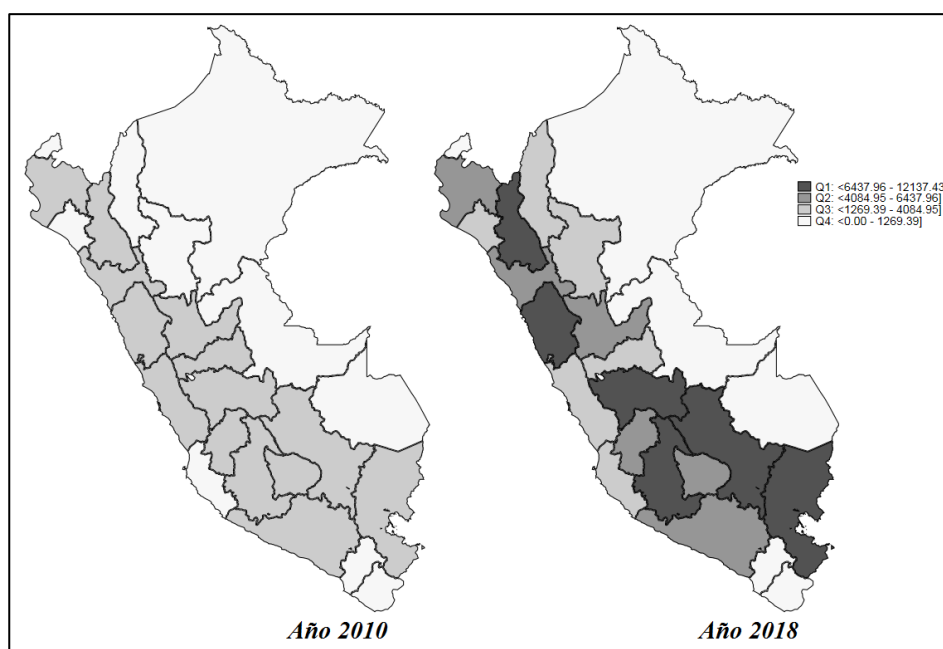 Q1: <6437.96 - 12137.43
Q2: <4084.95 - 6437.96]
Q3: <1269.39 - 4084.95]
Q4: <0.00 - 1269.39]
Año 2010
Año 2018